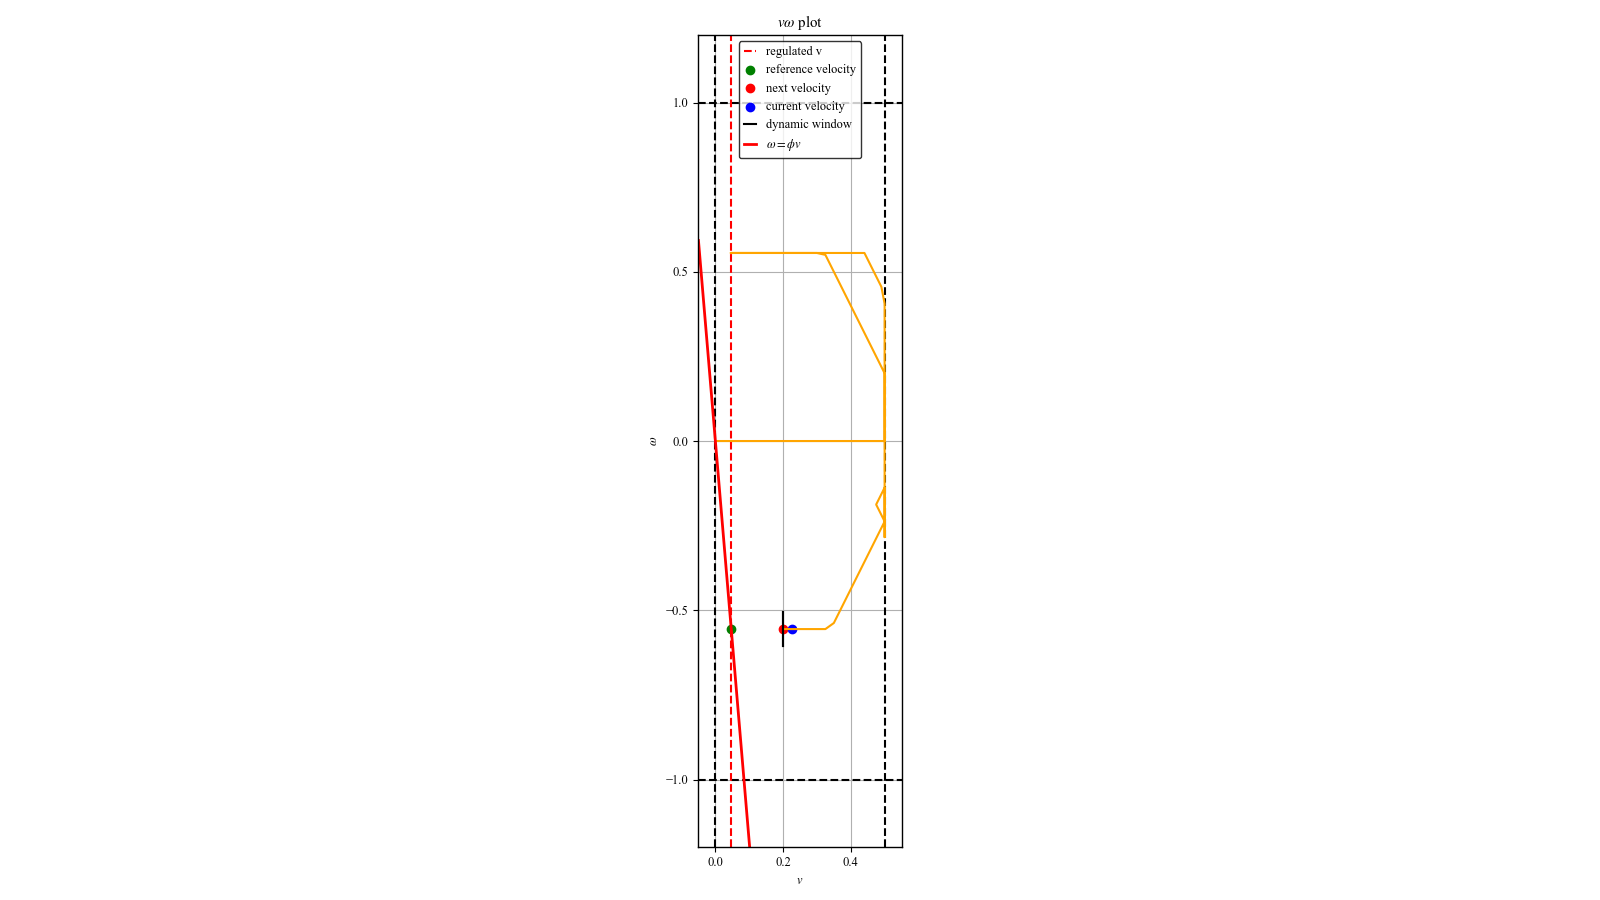 vω plot
regulated v
reference velocity
next velocity
current velocity
dynamic window
ω = ϕv
1.0
0.5
0.0
−0.5
−1.0
ω
0.0 0.2 0.4
v